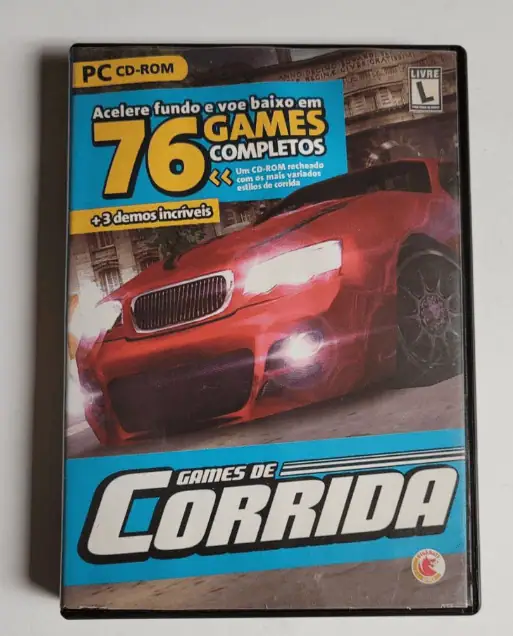 PC CD-ROM
LIVRE
L
Acelere fundo e voe baixo em
76 GAMES
COMPLETOS
Um CD-ROM recheado
com os mais variados
estilos de corrida
+3 demos incríveis
GAMES DE
CORRIDA